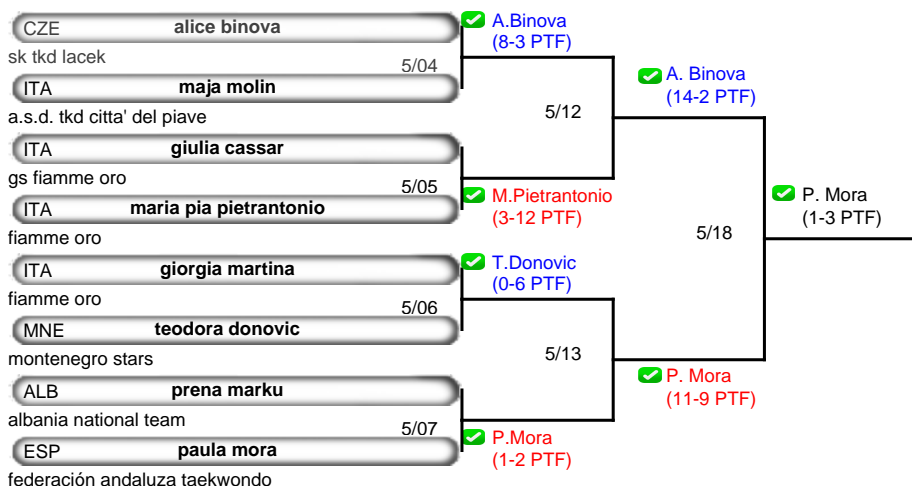 CZE alice binova
sk tkd lacek
5/04
ITA maja molin
a.s.d. tkd citta' del piave
ITA giulia cassar
gs fiamme oro
5/05
ITA maria pia pietrantonio
fiamme oro
ITA giorgia martina
fiamme oro
5/06
MNE teodora donovic
montenegro stars
ALB prena marku
albania national team
5/07
ESP paula mora
federación andaluza taekwondo
A.Binova
(8-3 PTF)
5/12
M.Pietrantonio
(3-12 PTF)
T.Donovic
(0-6 PTF)
5/13
P.Mora
(1-2 PTF)
A. Binova
(14-2 PTF)
5/18
P. Mora
(11-9 PTF)
P. Mora
(1-3 PTF)